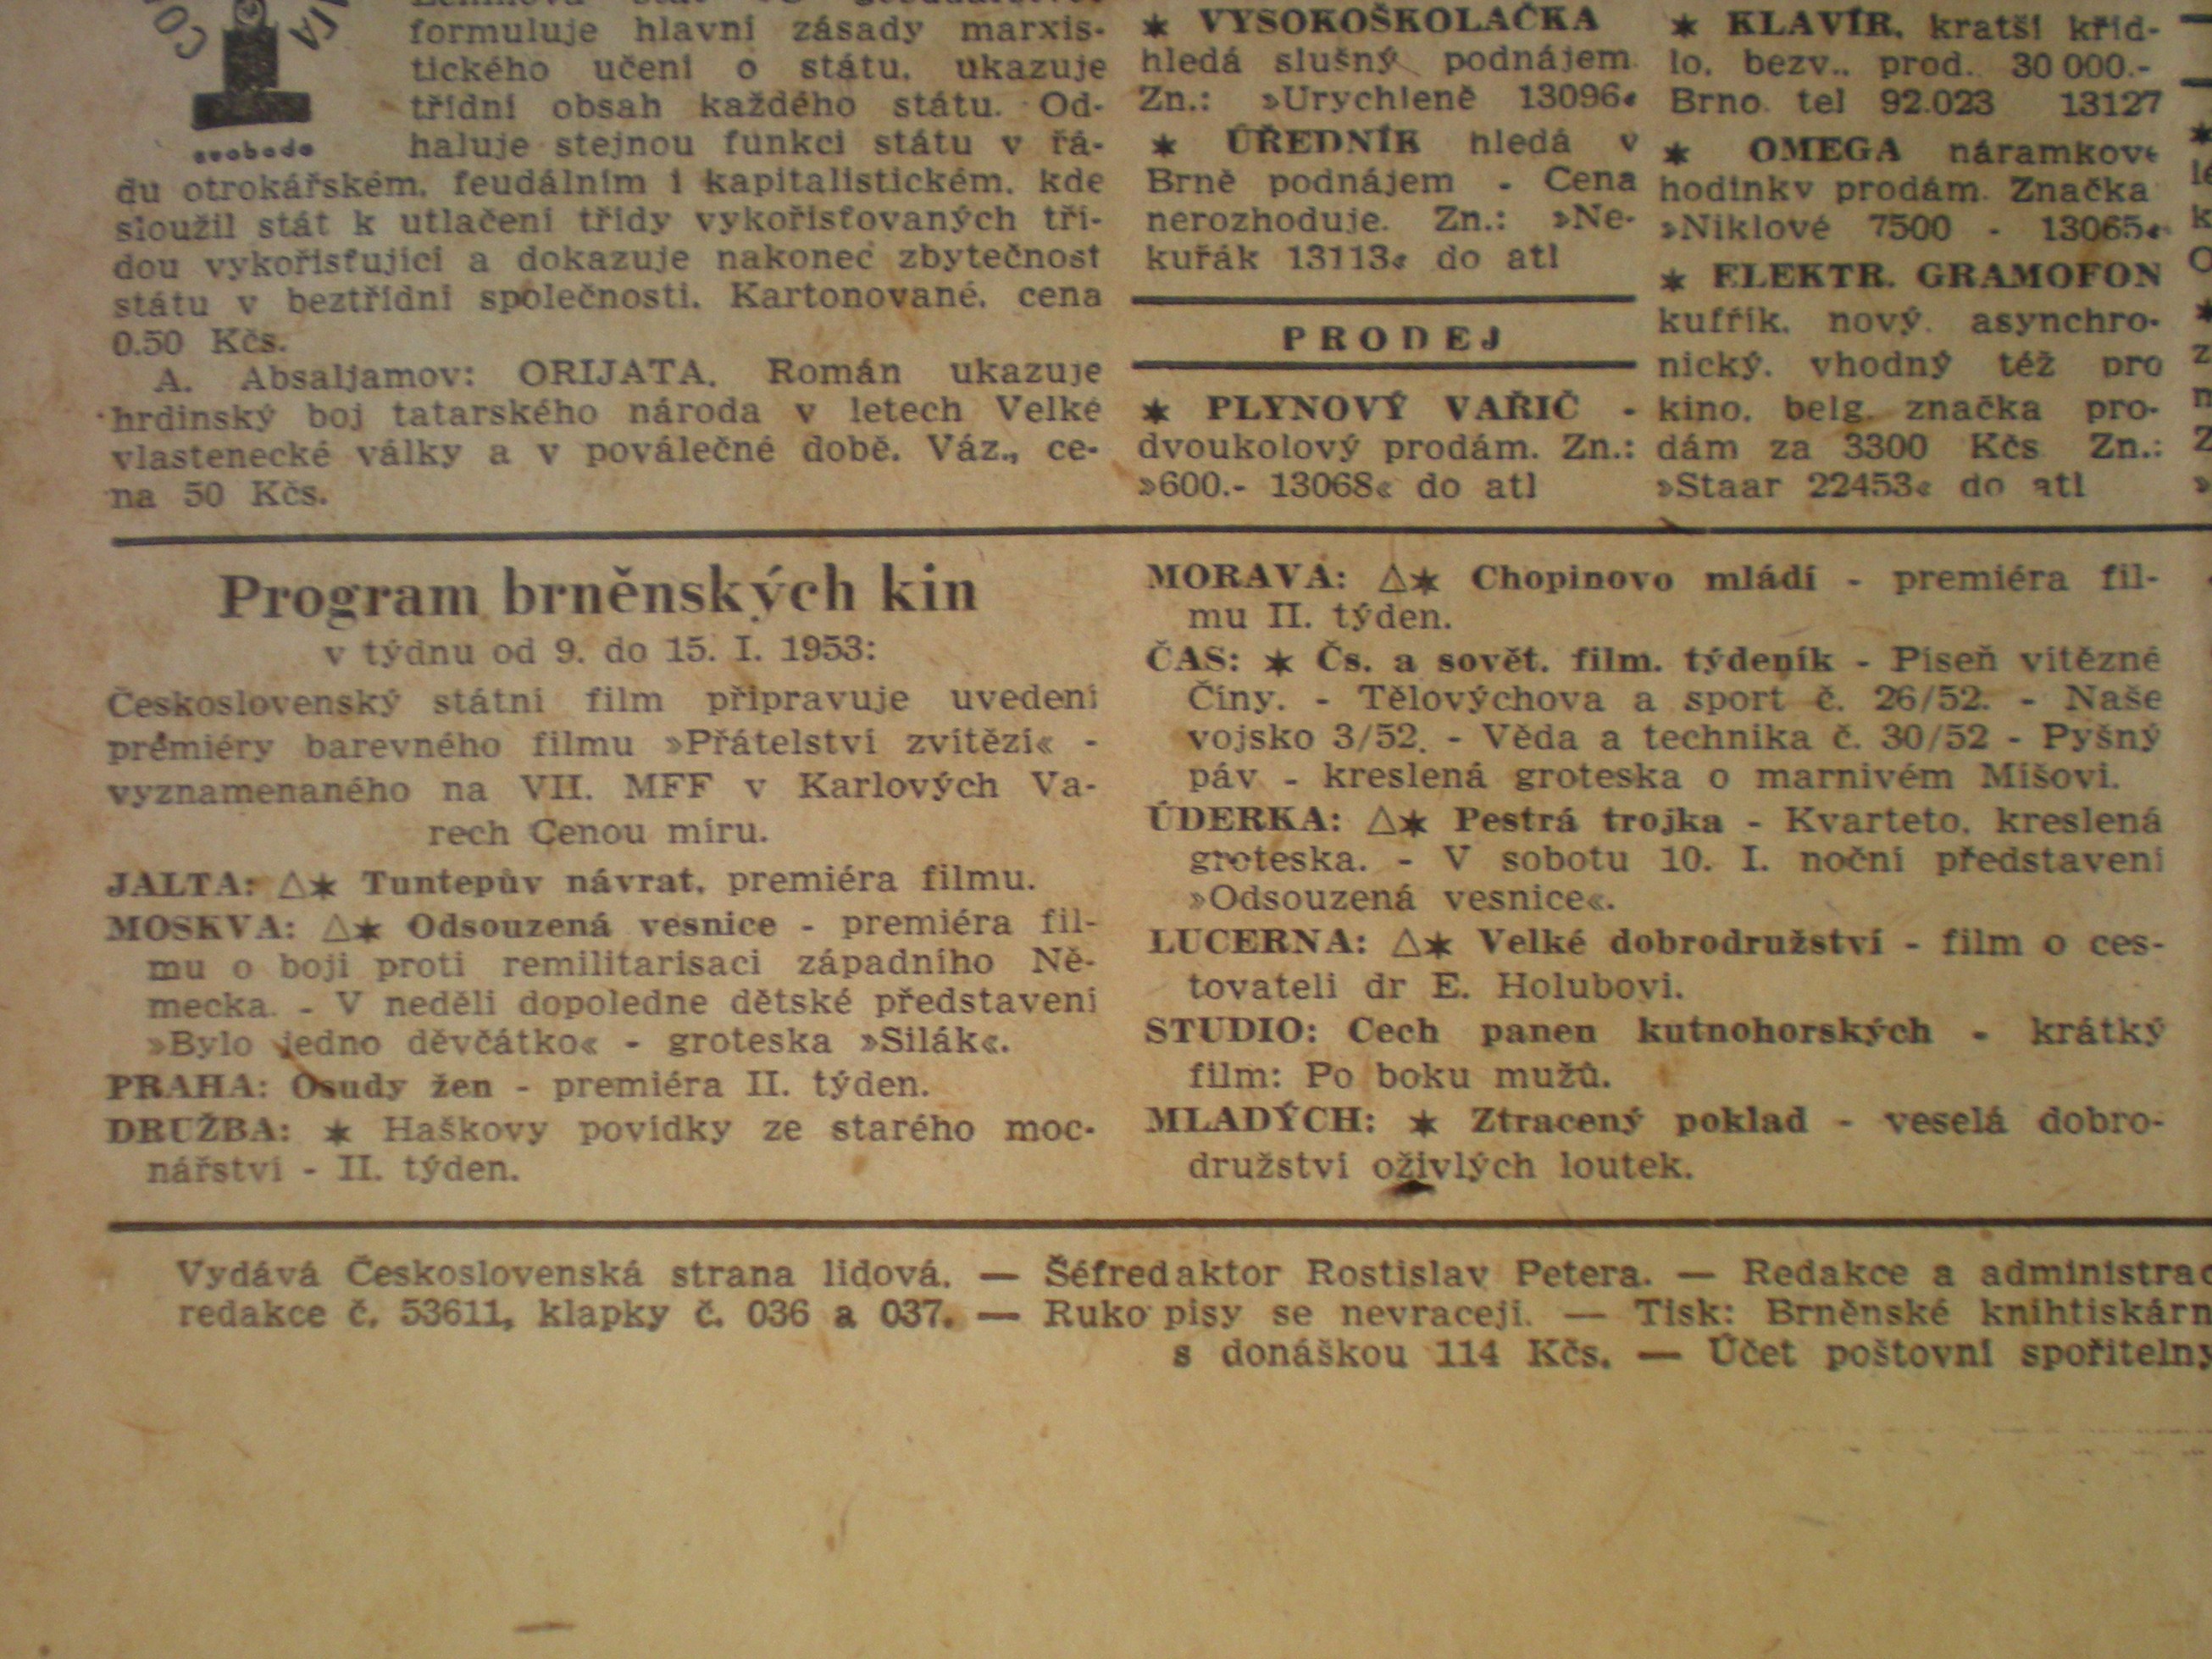 formuluje hlavní zásady marxis-
tického učení o státu, ukazuje
třídní obsah každého státu. Od-
haluje stejnou funkci státu v řá-
svoboda
du otrokářském, feudálním i kapitalistickém, kde
sloužil stát k utlačení třídy vykořisťovaných tří-
dou vykořisťující a dokazuje nakonec zbytečnost
státu v beztřídní společnosti. Kartonované, cena
0.50 Kčs.
A. Absaljamov: ORIJATA. Román ukazuje
hrdinský boj tatarského národa v letech Velké
vlastenecké války a v poválečné době. Váz., ce-
na 50 Kčs.
★ VYSOKOŠKOLAČKA
hledá slušný podnájem.
Zn.: »Urychleně 13096«
★ ÚŘEDNÍK hledá v
Brně podnájem - Cena
nerozhoduje. Zn.: »Ne-
kuřák 13113« do atl
PRODEJ
★ PLYNOVÝ VAŘIČ -
dvoukolový prodám. Zn.:
»600.- 13068« do atl
★ KLAVÍR, kratší kříd-
lo, bezv., prod. 30 000.-
Brno tel 92.023 13127
★ OMEGA náramkové
hodinky prodám. Značka
»Niklové 7500 - 13065«
★ ELEKTR. GRAMOFON
kufřík, nový, asynchro-
nický, vhodný též pro
kino, belg. značka pro-
dám za 3300 Kčs Zn.:
»Staar 22453« do atl
Program brněnských kin
v týdnu od 9. do 15. I. 1953:
Československý státní film připravuje uvedení
premiéry barevného filmu »Přátelství zvítězí« -
vyznamenaného na VII. MFF v Karlových Va-
rech Cenou míru.
JALTA: △★ Tuntepův návrat, premiéra filmu.
MOSKVA: △★ Odsouzená vesnice - premiéra fil-
mu o boji proti remilitarisaci západního Ně-
mecka. - V neděli dopoledne dětské představení
»Bylo jedno děvčátko« - groteska »Silák«.
PRAHA: Osudy žen - premiéra II. týden.
DRUŽBA: ★ Haškovy povídky ze starého moc-
nářství - II. týden.
MORAVA: △★ Chopinovo mládí - premiéra fil-
mu II. týden.
ČAS: ★ Čs. a sovět. film. týdeník - Píseň vítězné
Číny. - Tělovýchova a sport č. 26/52. - Naše
vojsko 3/52. - Věda a technika č. 30/52 - Pyšný
páv - kreslená groteska o marnivém Míšovi.
ÚDERKA: △★ Pestrá trojka - Kvarteto, kreslená
groteska. - V sobotu 10. I. noční představení
»Odsouzená vesnice«.
LUCERNA: △★ Velké dobrodružství - film o ces-
tovateli dr E. Holubovi.
STUDIO: Cech panen kutnohorských - krátký
film: Po boku mužů.
MLADÝCH: ★ Ztracený poklad - veselá dobro-
družství oživlých loutek.
Vydává Československá strana lidová. — Šéfredaktor Rostislav Petera. — Redakce a administrac
redakce č. 53611, klapky č. 036 a 037. — Rukopisy se nevracejí. — Tisk: Brněnské knihtiskárn
s donáškou 114 Kčs. — Účet poštovní spořitelny